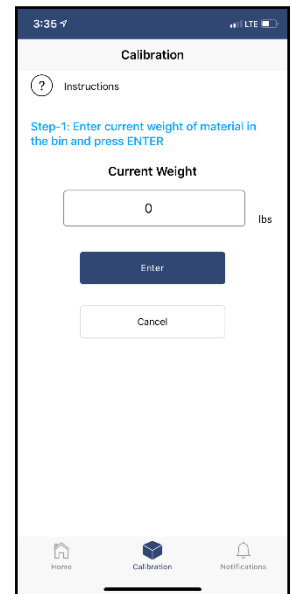 3:35 LTE
Calibration
? Instructions
Step-1: Enter current weight of material in
the bin and press ENTER
Current Weight
0 lbs
Enter
Cancel
Home Calibration Notifications